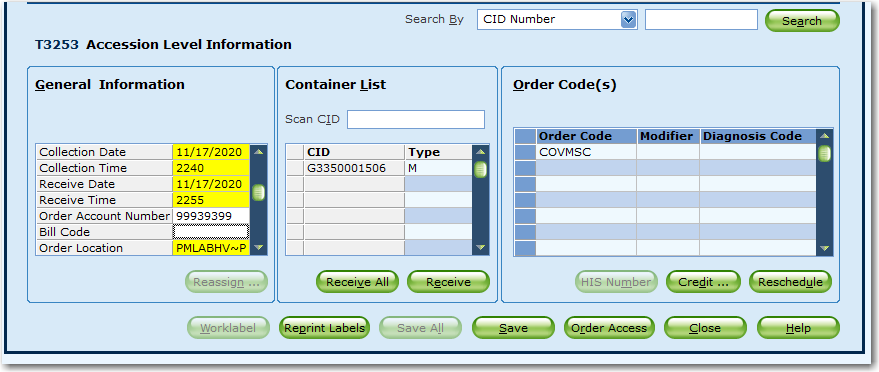 Search By CID Number Search
T3253 Accession Level Information
General Information
Collection Date 11/17/2020
Collection Time 2240
Receive Date 11/17/2020
Receive Time 2255
Order Account Number 99939399
Bill Code
Order Location PMLABHV~P
Reassign ...
Container List
Scan CID
CID Type
G3350001506 M
Receive All Receive
Order Code(s)
Order Code Modifier Diagnosis Code
COVMSC
HIS Number Credit ... Reschedule
Worklabel Reprint Labels Save All Save Order Access Close Help